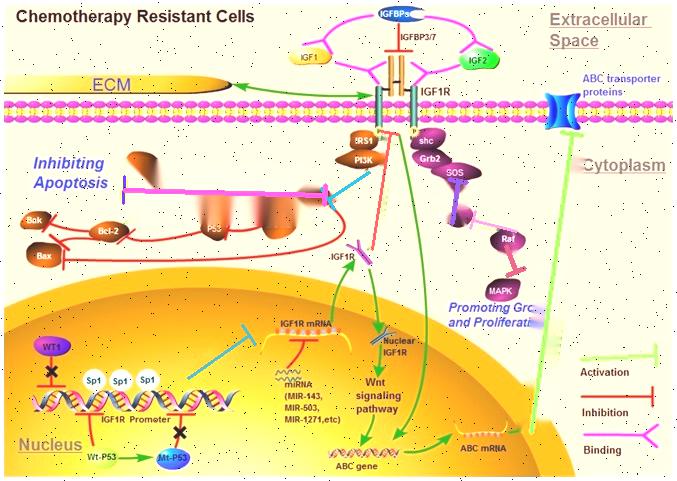 Chemotherapy Resistant Cells
IGFBPs
IGFBP3/7
IGF1
IGF2
Extracellular
Space
ECM
IGF1R
ABC transporter
proteins
IRS1
PI3K
shc
Grb2
SOS
Cytoplasm
Inhibiting
Apoptosis
Bok
Bcl-2
P53
Bax
Raf
MAPK
IGF1R
Promoting
and
IGF1R mRNA
Nuclear
IGF1R
WT1
Sp1
Sp1
Sp1
IGF1R Promoter
miRNA
(MIR-143,
MIR-503,
MIR-1271,etc)
Wnt
signaling
pathway
Nucleus
Wt-P53
Mt-P53
ABC gene
ABC mRNA
Activation
Inhibition
Binding